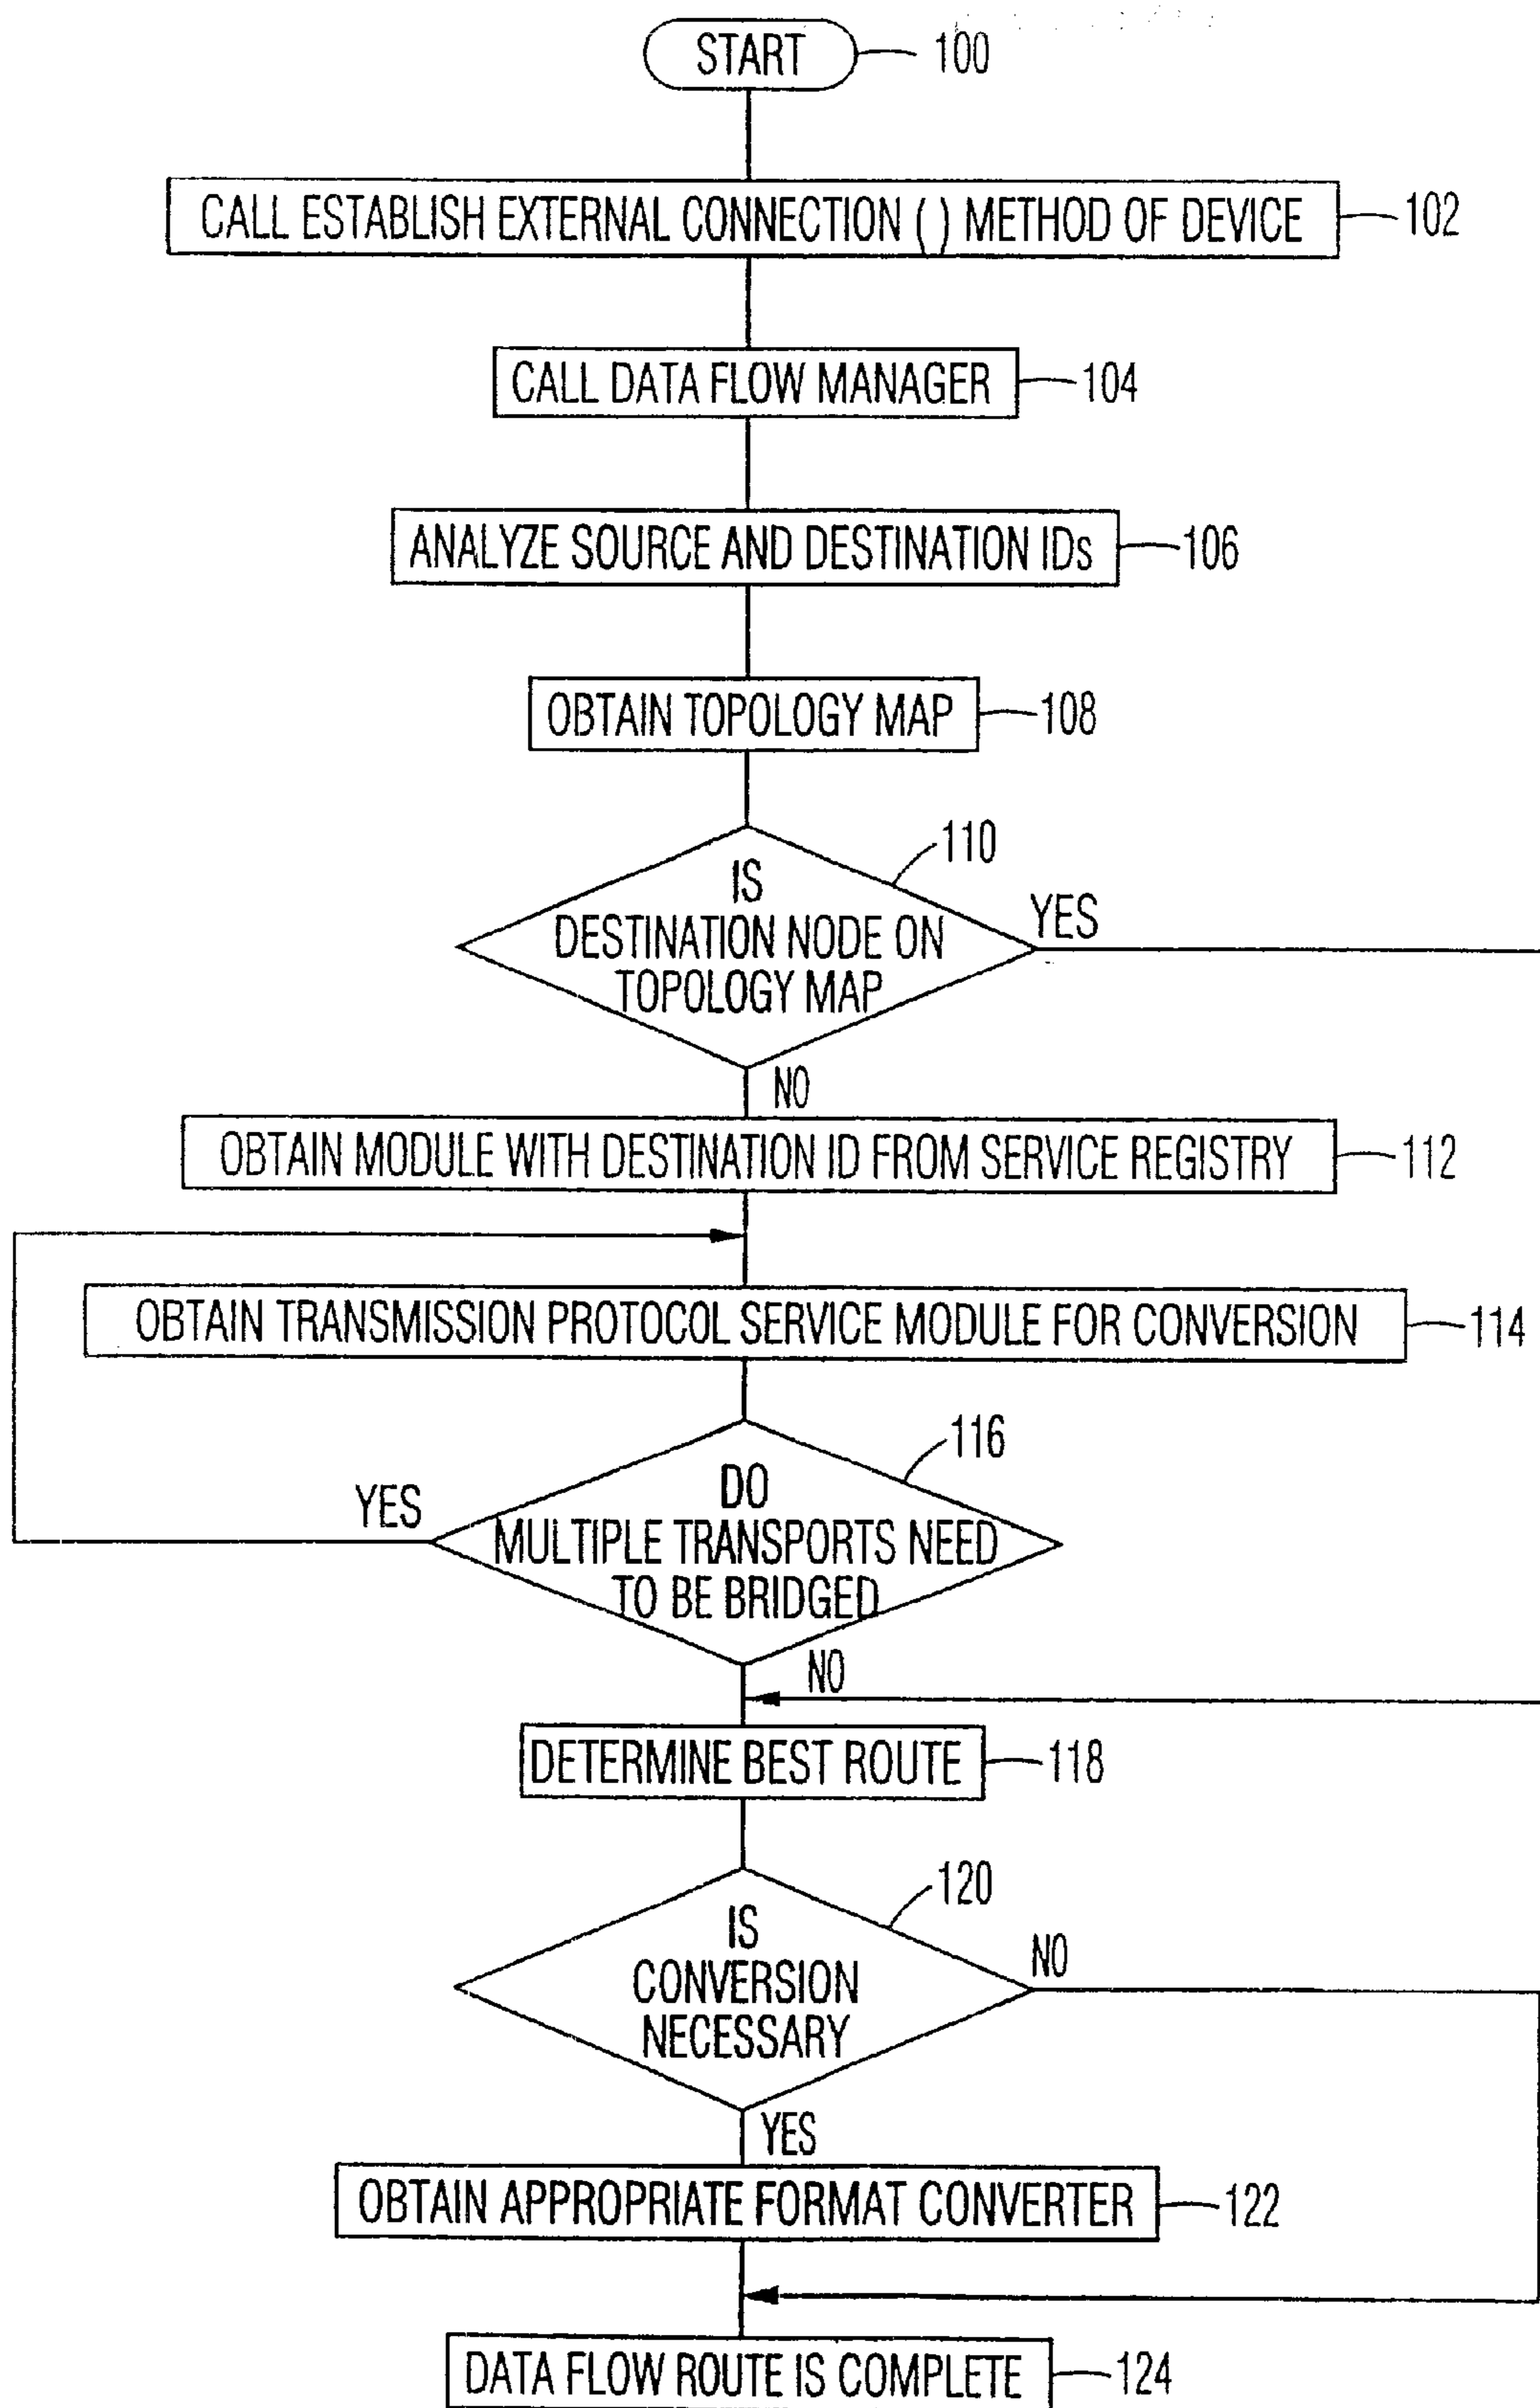 START 100
CALL ESTABLISH EXTERNAL CONNECTION ( ) METHOD OF DEVICE 102
CALL DATA FLOW MANAGER 104
ANALYZE SOURCE AND DESTINATION IDs 106
OBTAIN TOPOLOGY MAP 108
110
IS
DESTINATION NODE ON
TOPOLOGY MAP
YES
NO
OBTAIN MODULE WITH DESTINATION ID FROM SERVICE REGISTRY 112
OBTAIN TRANSMISSION PROTOCOL SERVICE MODULE FOR CONVERSION 114
116
DO
MULTIPLE TRANSPORTS NEED
TO BE BRIDGED
YES
NO
DETERMINE BEST ROUTE 118
120
IS
CONVERSION
NECESSARY
NO
YES
OBTAIN APPROPRIATE FORMAT CONVERTER 122
DATA FLOW ROUTE IS COMPLETE 124